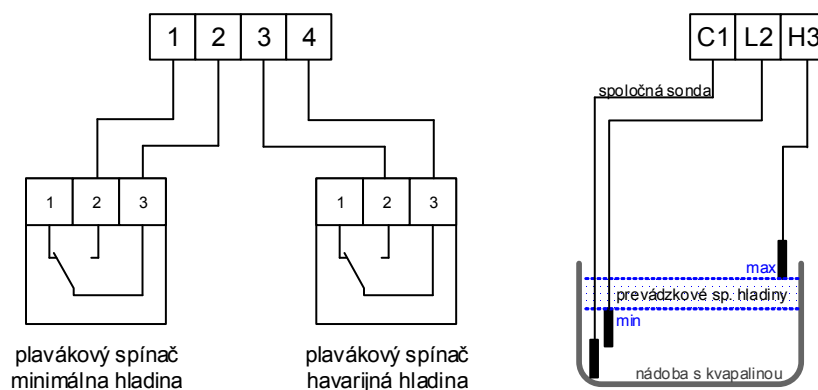 1 2 3 4
1 2 3
plavákový spínač
minimálna hladina
1 2 3
plavákový spínač
havarijná hladina
C1 L2 H3
spoločná sonda
max
prevádzkové sp. hladiny
min
nádoba s kvapalinou